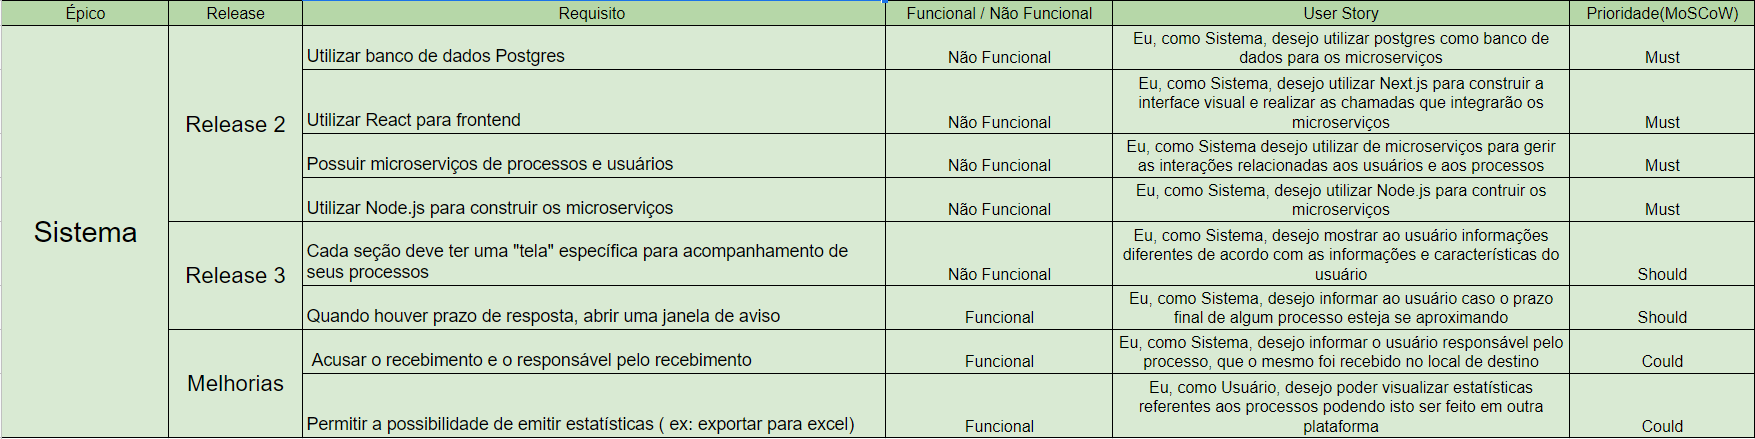 Épico Release Requisito Funcional / Não Funcional User Story Prioridade(MoSCoW)
Sistema
Release 2
Utilizar banco de dados Postgres
Não Funcional
Eu, como Sistema, desejo utilizar postgres como banco de
dados para os microserviços
Must
Utilizar React para frontend
Não Funcional
Eu, como Sistema, desejo utilizar Next.js para construir a
interface visual e realizar as chamadas que integrarão os
microserviços
Must
Possuir microserviços de processos e usuários
Não Funcional
Eu, como Sistema desejo utilizar de microserviços para gerir
as interações relacionadas aos usuários e aos processos
Must
Utilizar Node.js para construir os microserviços
Não Funcional
Eu, como Sistema, desejo utilizar Node.js para contruir os
microserviços
Must
Release 3
Cada seção deve ter uma "tela" específica para acompanhamento de
seus processos
Não Funcional
Eu, como Sistema, desejo mostrar ao usuário informações
diferentes de acordo com as informações e características do
usuário
Should
Quando houver prazo de resposta, abrir uma janela de aviso
Funcional
Eu, como Sistema, desejo informar ao usuário caso o prazo
final de algum processo esteja se aproximando
Should
Melhorias
Acusar o recebimento e o responsável pelo recebimento
Funcional
Eu, como Sistema, desejo informar o usuário responsável pelo
processo, que o mesmo foi recebido no local de destino
Could
Permitir a possibilidade de emitir estatísticas ( ex: exportar para excel)
Funcional
Eu, como Usuário, desejo poder visualizar estatísticas
referentes aos processos podendo isto ser feito em outra
plataforma
Could